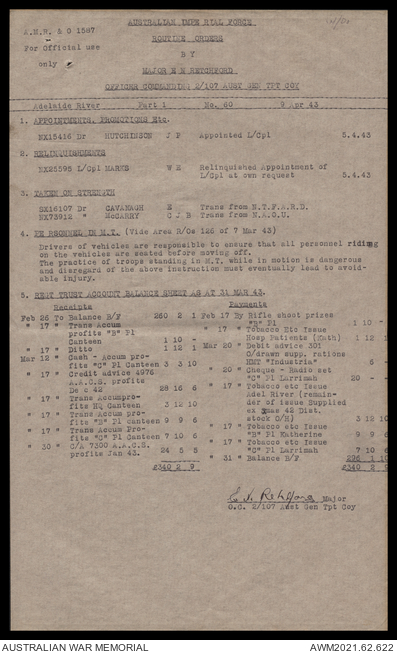 AUSTRALIAN IMPERIAL FORCE
A.M.R. & O 1587
ROUTINE ORDERS
For Official use
only
B Y
MAJOR E N RETCHFORD
OFFICER COMMANDING 2/107 AUST GEN TPT COY
Adelaide River Part 1 No. 60 9 Apr 43
1. APPOINTMENTS, PROMOTIONS Etc.
NX15416 Dr HUTCHINSON J P Appointed L/Cpl 5.4.43
2. RELINQUISHMENTS
NX25595 L/Cpl MARNS W E Relinquished Appointment of
L/Cpl at own request 5.4.43
3. TAKEN ON STRENGTH
SX16107 Dr CAVANAGH E Trans from N.T.F.A.R.D.
NX73912 " McCARRY C J B Trans from N.A.O.U.
4. PERSONNEL IN M.T. (Vide Area R/Os 126 of 7 Mar 43)
Drivers of vehicles are responsible to ensure that all personnel riding
on the vehicles are seated before moving off.
The practice of troops standing in M.T. while in motion is dangerous
and disregard of the above instruction must eventually lead to avoid-
able injury.
5. REGT TRUST ACCOUNT BALANCE SHEET AS AT 31 MAR 43.
Receipts
Feb 26 To Balance B/F 260 2 1
" 17 " Trans Accum
profits "B" Pl
Canteen 1 10 -
" 17 " Ditto 1 12 1
Mar 12 " Cash - Accum pro-
fits "C" Pl Canteen 3 3 10
" 17 " Credit advice 4976
A.A.C.S. profits
De c 42 28 16 6
" 17 " Trans Accumpro-
fits HQ Canteen 3 12 10
" 17 " Trans Accum pro-
fits "B" Pl canteen 9 9 6
" 17 " Trans Accum Pro-
fits "C" Pl Canteen 7 10 6
" 30 " C/A 7300 A.A.C.S.
profits Jan 43. 24 5 5
£340 2 9
Payments
Feb 17 By Rifle shoot prizes
"B" Pl 1 10 -
" 17 " Tobacco Etc Issue
Hosp Patients (Kath) 1 12 1
Mar 20 " Debit advice 301
O/drawn supp. rations
HMT "Industria" 6 -
" 20 " Cheque - Radio set
"C" Pl Larrimah 20 -
" 17 " Tobacco etc Issue
Adel River (remain-
der of issue Supplied
ex Xmas 42 Dist.
stock O/H) 3 12 10
" 17 " Tobacco etc Issue
"B" Pl Katherine 9 9 6
" 17 " Tobacco etc Issue
"C" Pl Larrimah 7 10 6
" 31 " Balance B/F 296 1 10
£340 2 9
Major
O.C. 2/107 Aust Gen Tpt Coy
AUSTRALIAN WAR MEMORIAL
AWM2021.62.622